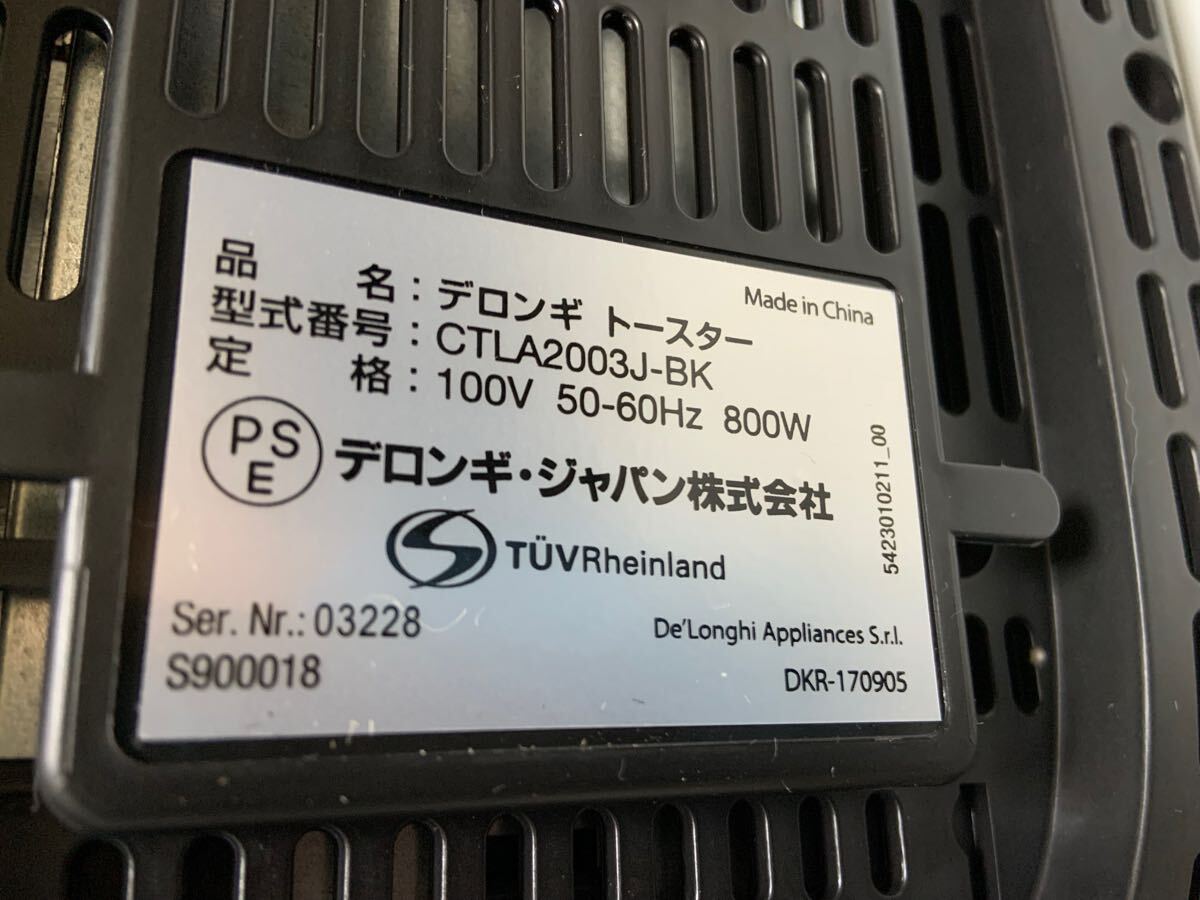 Made in China
品　　名：デロンギ トースター
型式番号：CTLA2003J-BK
定　　格：100V 50-60Hz 800W
PSE
デロンギ・ジャパン株式会社
TÜVRheinland
5423010211_00
Ser. Nr.: 03228
S900018
De'Longhi Appliances S.r.l.
DKR-170905